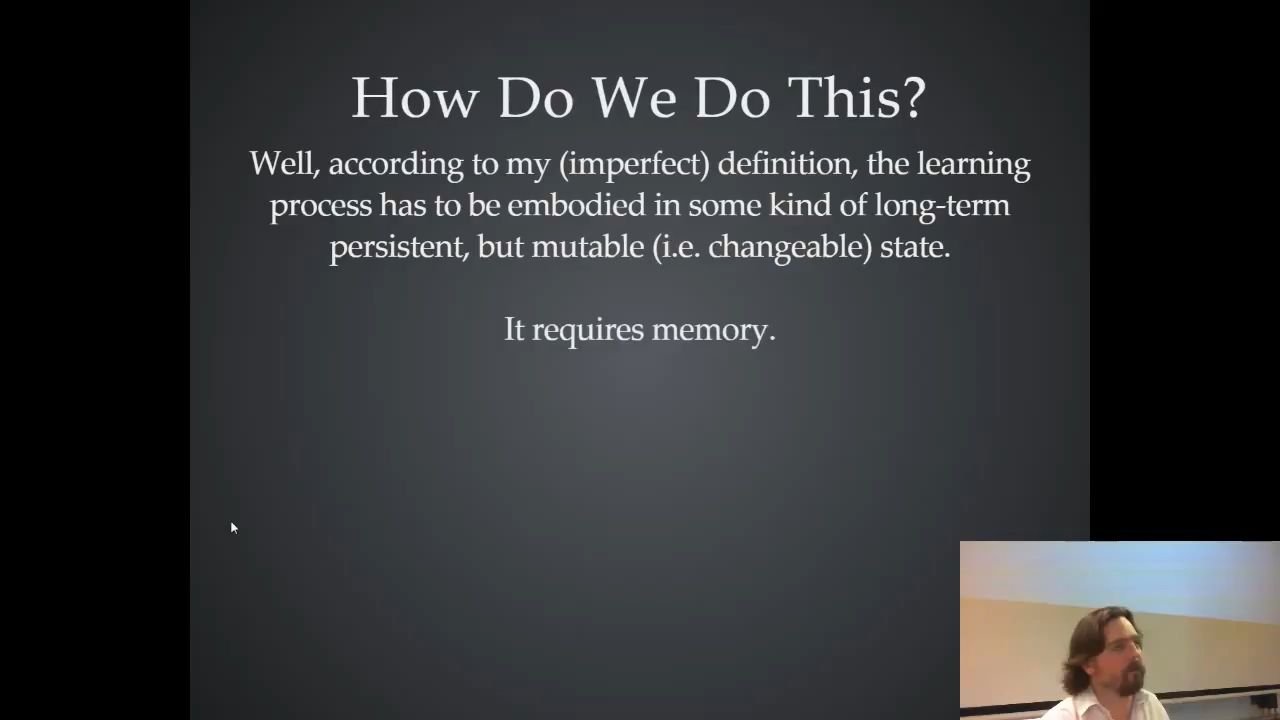 How Do We Do This?
Well, according to my (imperfect) definition, the learning
process has to be embodied in some kind of long-term
persistent, but mutable (i.e. changeable) state.
It requires memory.